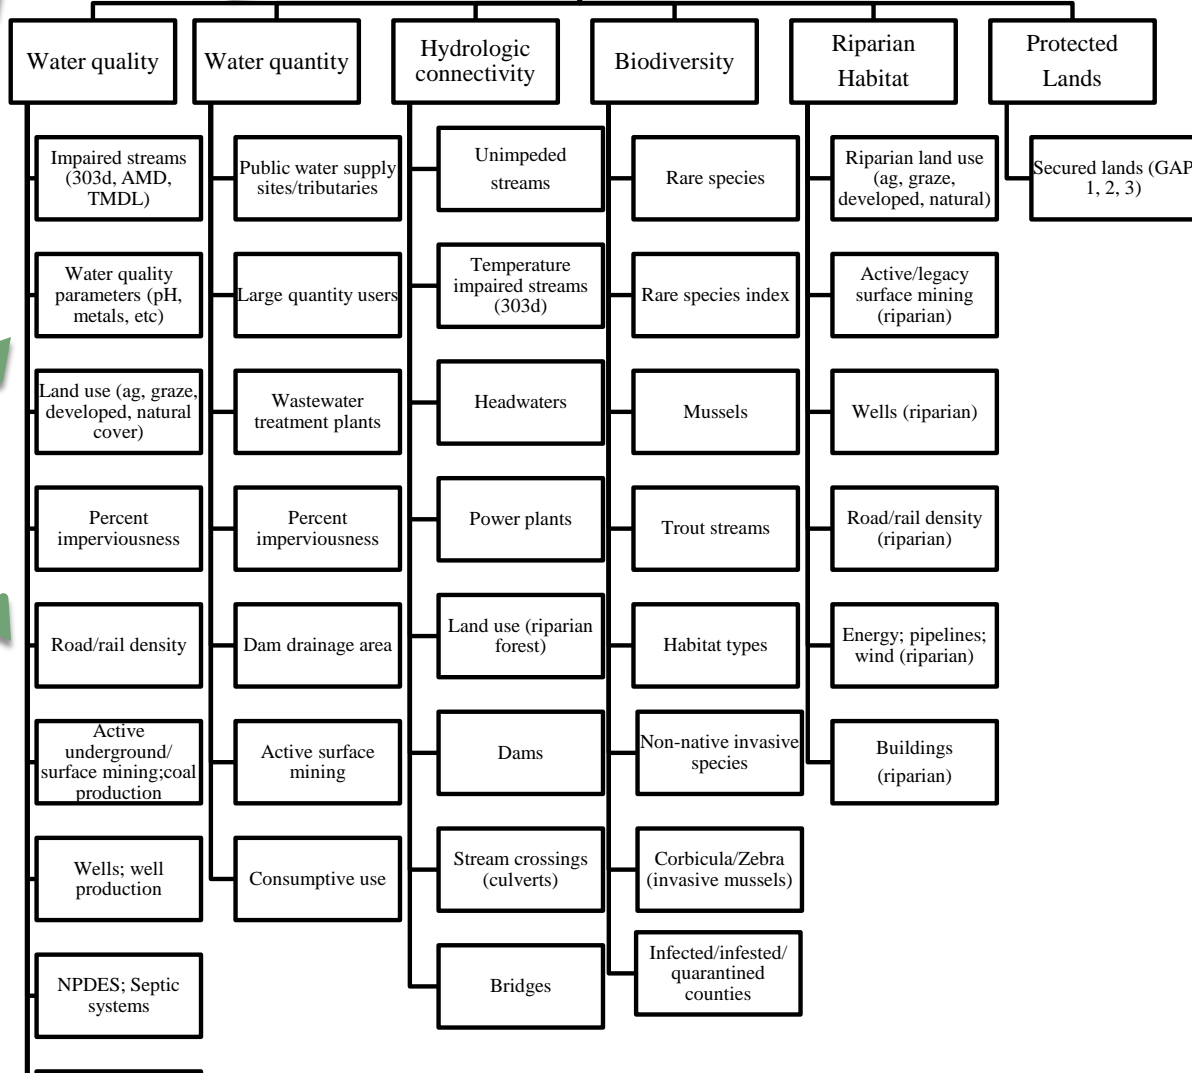 Water quality
Water quantity
Hydrologic
connectivity
Biodiversity
Riparian
Habitat
Protected
Lands
Impaired streams
(303d, AMD,
TMDL)
Water quality
parameters (pH,
metals, etc)
Land use (ag, graze,
developed, natural
cover)
Percent
imperviousness
Road/rail density
Active
underground/
surface mining;coal
production
Wells; well
production
NPDES; Septic
systems
Public water supply
sites/tributaries
Large quantity users
Wastewater
treatment plants
Percent
imperviousness
Dam drainage area
Active surface
mining
Consumptive use
Unimpeded
streams
Temperature
impaired streams
(303d)
Headwaters
Power plants
Land use (riparian
forest)
Dams
Stream crossings
(culverts)
Bridges
Rare species
Rare species index
Mussels
Trout streams
Habitat types
Non-native invasive
species
Corbicula/Zebra
(invasive mussels)
Infected/infested/
quarantined
counties
Riparian land use
(ag, graze,
developed, natural)
Active/legacy
surface mining
(riparian)
Wells (riparian)
Road/rail density
(riparian)
Energy; pipelines;
wind (riparian)
Buildings
(riparian)
Secured lands (GAP
1, 2, 3)